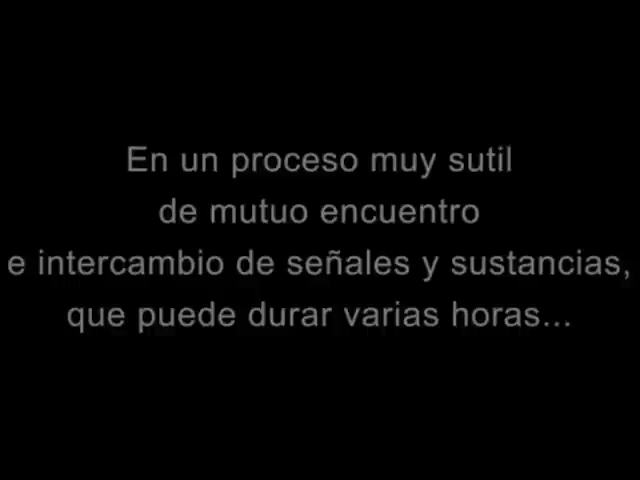 En un proceso muy sutil
de mutuo encuentro
e intercambio de señales y sustancias,
que puede durar varias horas...